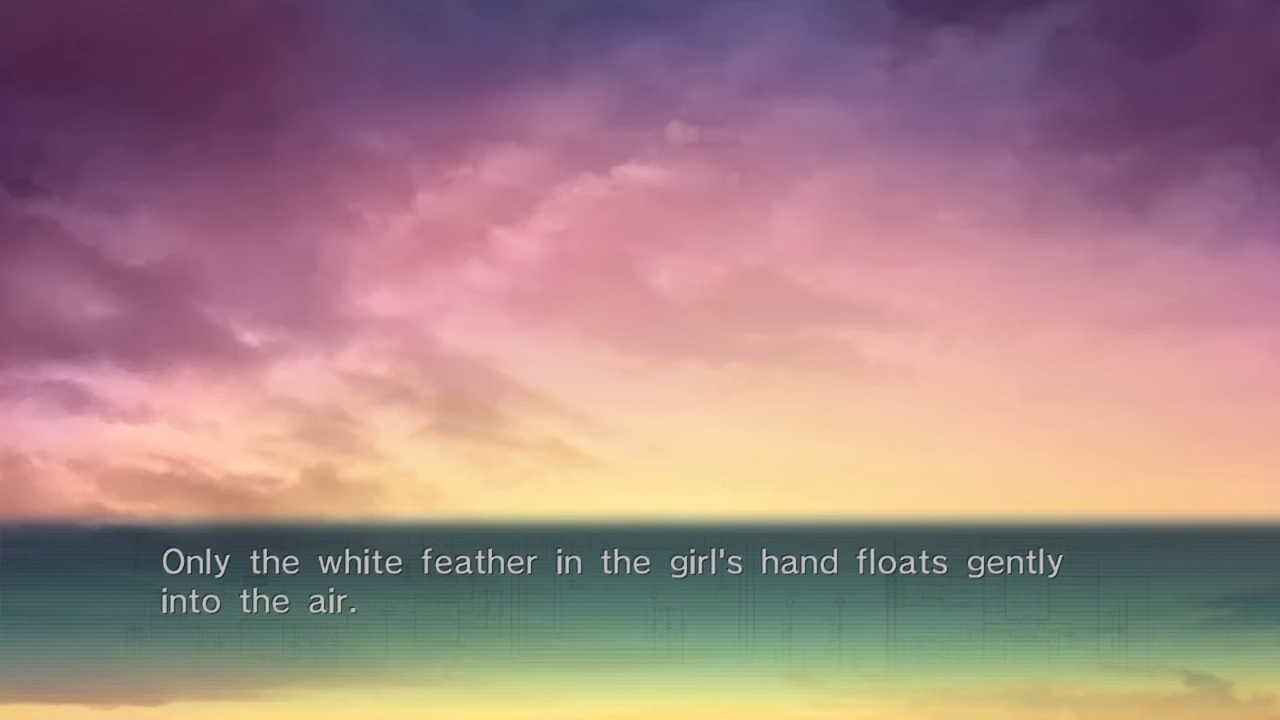 Only the white feather in the girl's hand floats gently
into the air.